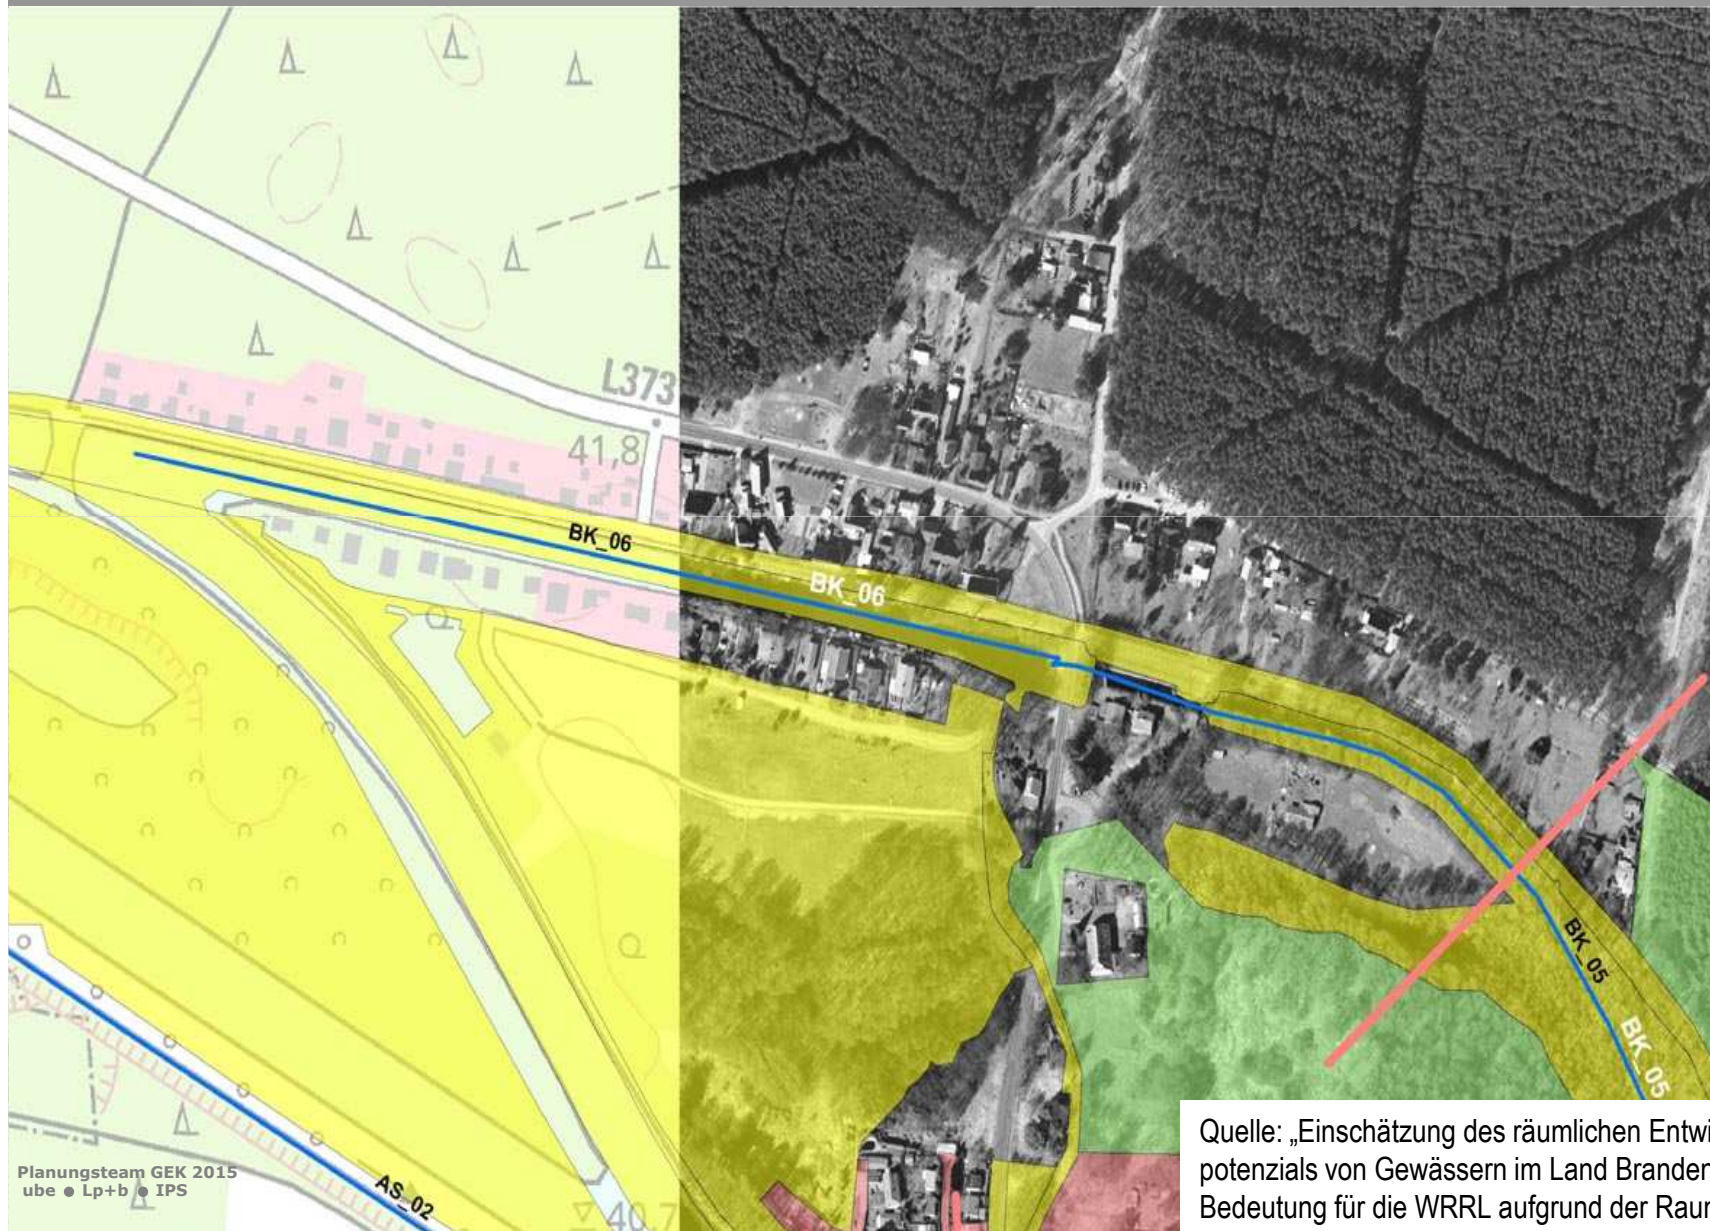 L373
41,8
BK_06
BK_06
BK_05
BK_05
AS_02
40,7
Planungsteam GEK 2015
ube ● Lp+b ● IPS
Quelle: „Einschätzung des räumlichen Entwi
potenzials von Gewässern im Land Branden
Bedeutung für die WRRL aufgrund der Raur